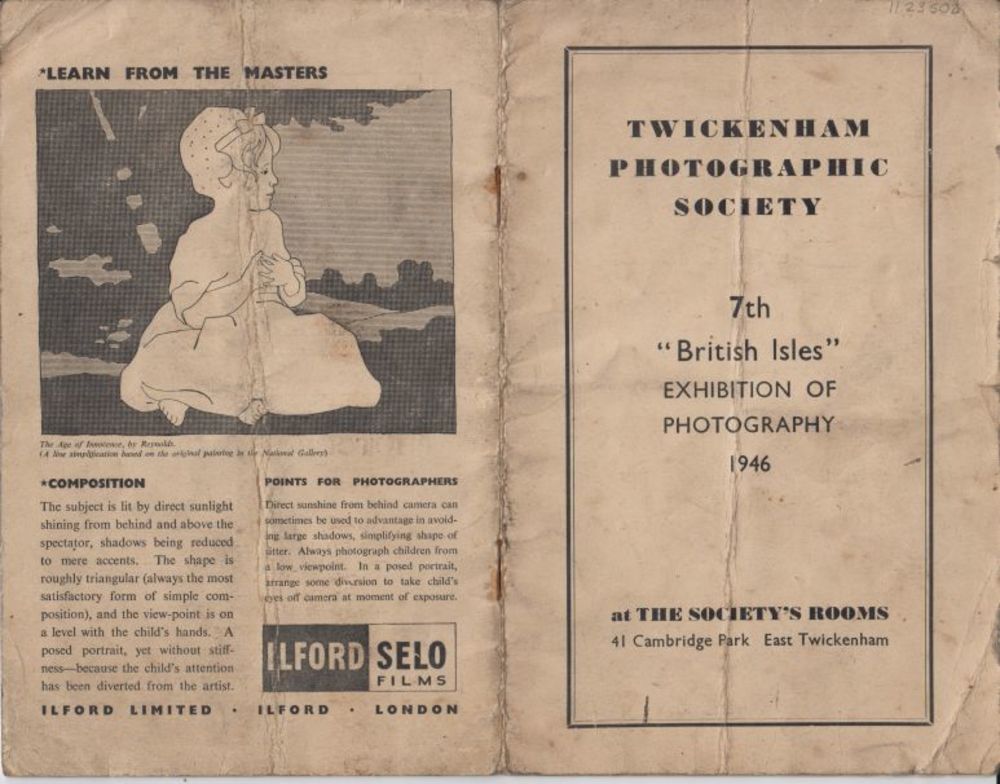 *LEARN FROM THE MASTERS
The Age of Innocence, by Reynolds.
(A line simplification based on the original painting in the National Gallery)
*COMPOSITION
The subject is lit by direct sunlight
shining from behind and above the
spectator, shadows being reduced
to mere accents. The shape is
roughly triangular (always the most
satisfactory form of simple com-
position), and the view-point is on
a level with the child's hands. A
posed portrait, yet without stiff-
ness—because the child's attention
has been diverted from the artist.
POINTS FOR PHOTOGRAPHERS
Direct sunshine from behind camera can
sometimes be used to advantage in avoid-
ing large shadows, simplifying shape of
sitter. Always photograph children from
a low viewpoint. In a posed portrait,
arrange some diversion to take child's
eyes off camera at moment of exposure.
ILFORD SELO
FILMS
ILFORD LIMITED · ILFORD · LONDON
11.23502
TWICKENHAM
PHOTOGRAPHIC
SOCIETY
7th
"British Isles"
EXHIBITION OF
PHOTOGRAPHY
1946
at THE SOCIETY'S ROOMS
41 Cambridge Park East Twickenham